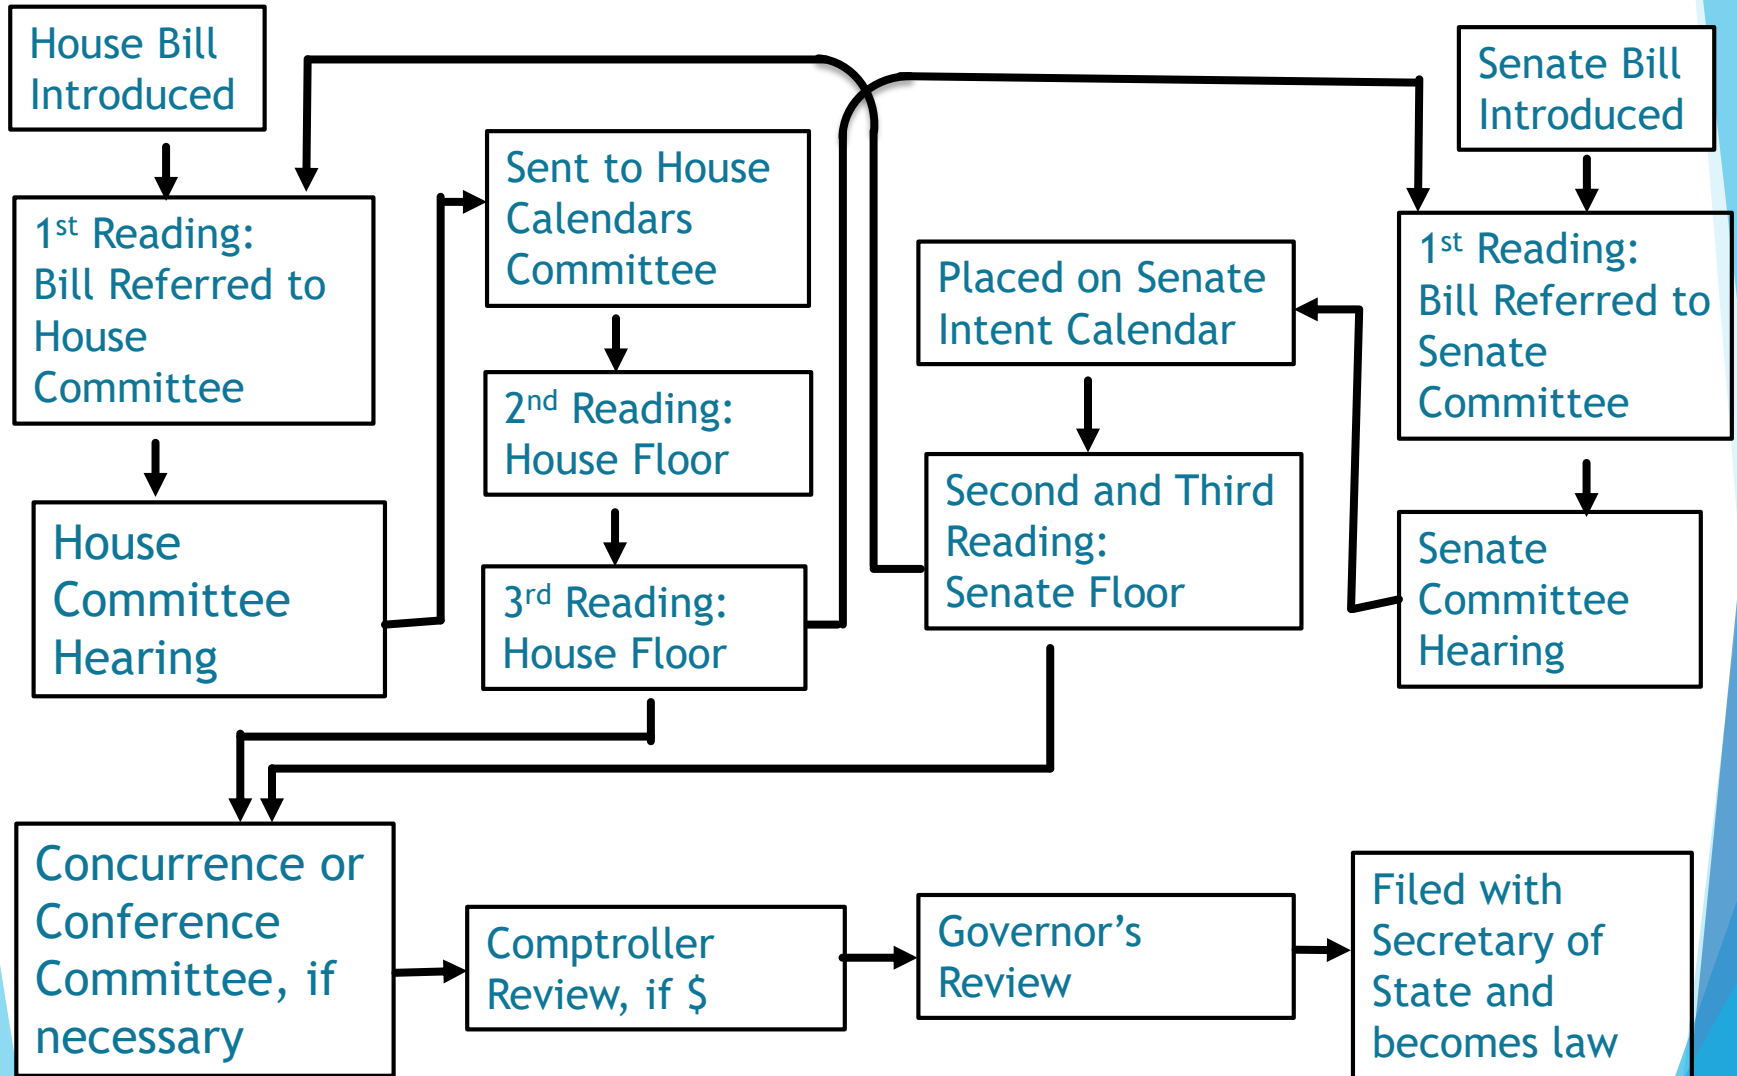 House Bill
Introduced
1st Reading:
Bill Referred to
House
Committee
House
Committee
Hearing
Sent to House
Calendars
Committee
2nd Reading:
House Floor
3rd Reading:
House Floor
Placed on Senate
Intent Calendar
Second and Third
Reading:
Senate Floor
Senate Bill
Introduced
1st Reading:
Bill Referred to
Senate
Committee
Senate
Committee
Hearing
Concurrence or
Conference
Committee, if
necessary
Comptroller
Review, if $
Governor’s
Review
Filed with
Secretary of
State and
becomes law